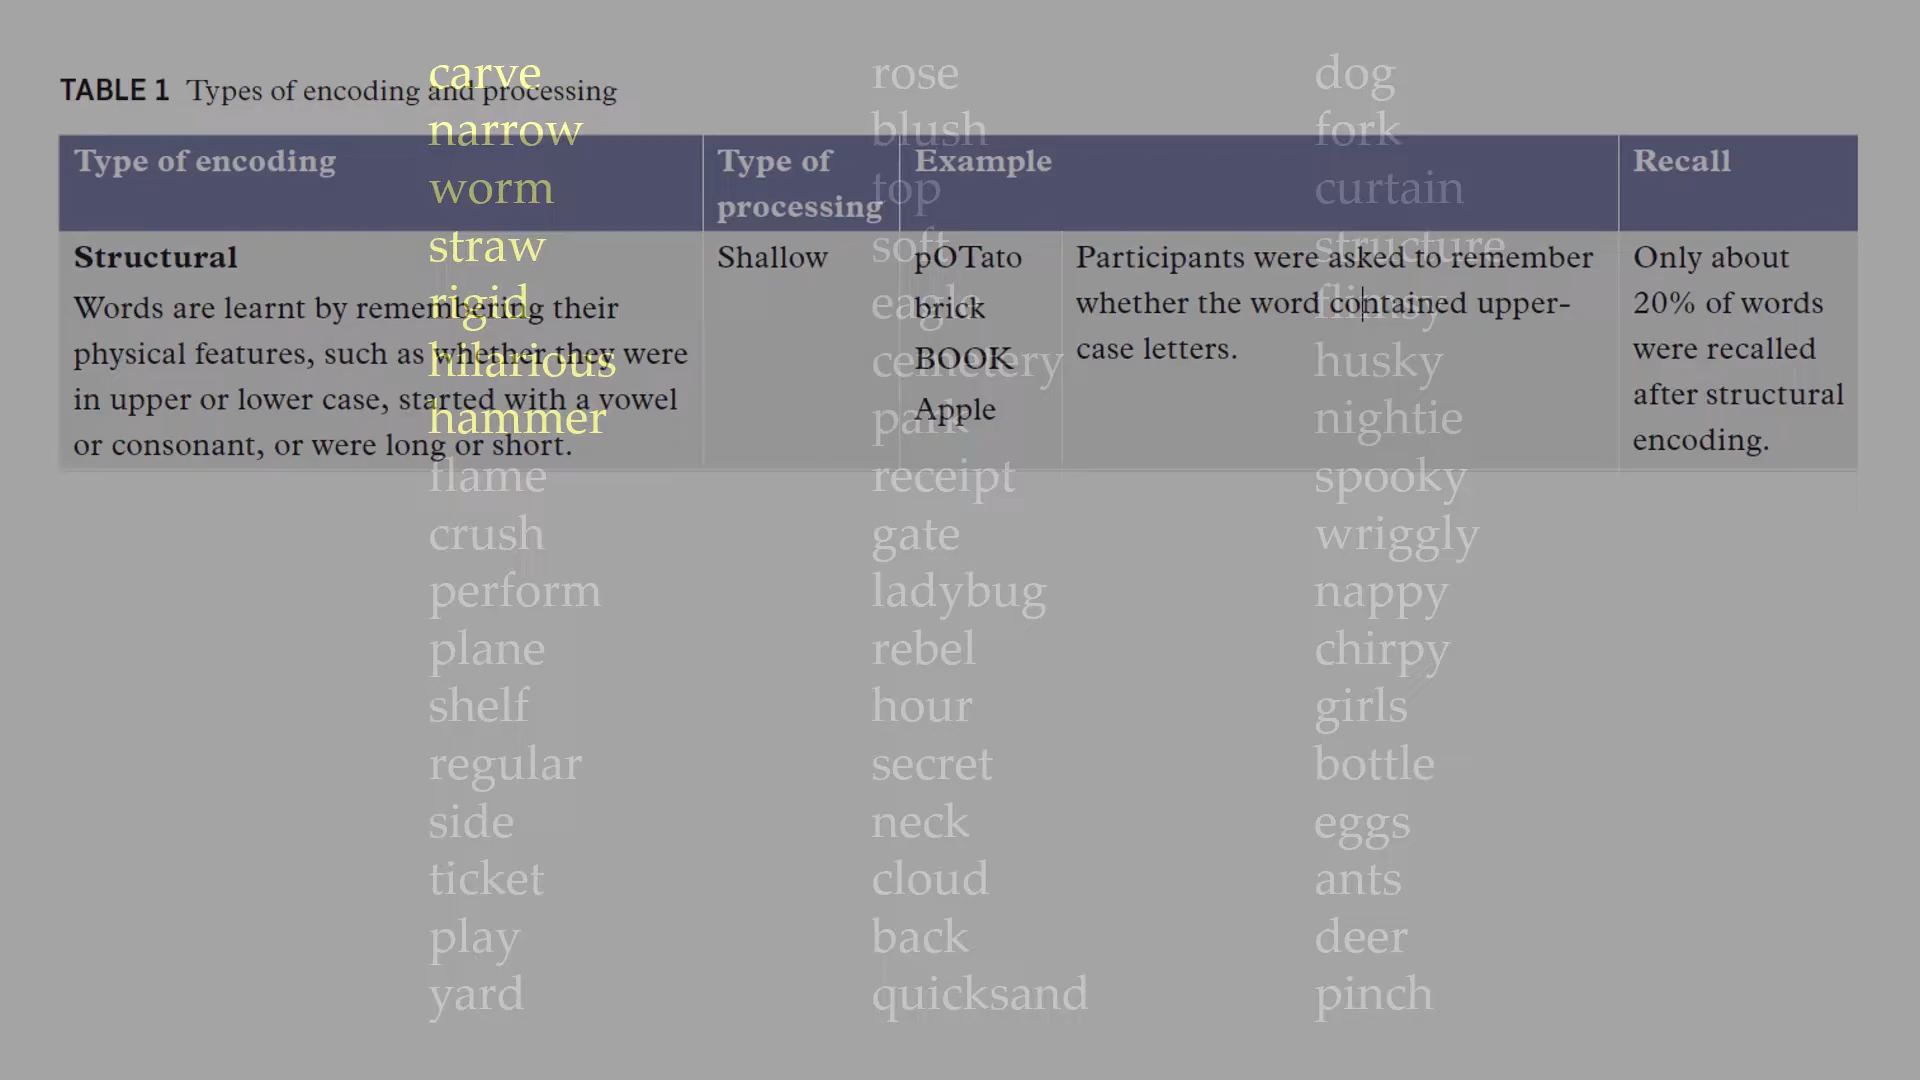 TABLE 1 Types of encoding and processing
Type of encoding
Type of
processing
Example
Recall
Structural
Words are learnt by remembering their
physical features, such as whether they were
in upper or lower case, started with a vowel
or consonant, or were long or short.
Shallow
pOTato
brick
BOOK
Apple
Participants were asked to remember
whether the word contained upper-
case letters.
Only about
20% of words
were recalled
after structural
encoding.
carve
narrow
worm
straw
rigid
hilarious
hammer
flame
crush
perform
plane
shelf
regular
side
ticket
play
yard
rose
blush
top
soft
eagle
cemetery
park
receipt
gate
ladybug
rebel
hour
secret
neck
cloud
back
quicksand
dog
fork
curtain
structure
flimsy
husky
nightie
spooky
wriggly
nappy
chirpy
girls
bottle
eggs
ants
deer
pinch